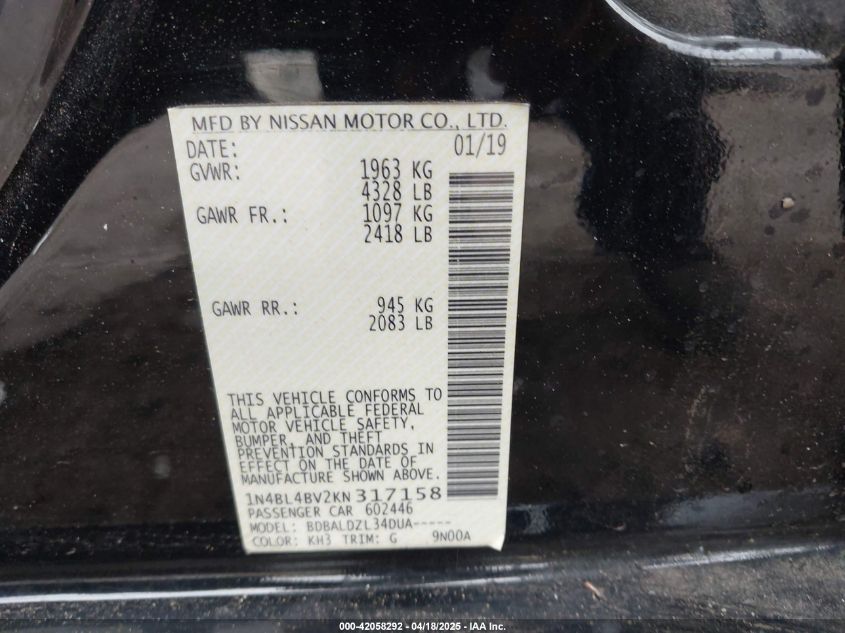 MFD BY NISSAN MOTOR CO., LTD.
DATE: 01/19
GVWR: 1963 KG
4328 LB
GAWR FR.: 1097 KG
2418 LB
GAWR RR.: 945 KG
2083 LB
THIS VEHICLE CONFORMS TO
ALL APPLICABLE FEDERAL
MOTOR VEHICLE SAFETY,
BUMPER, AND THEFT
PREVENTION STANDARDS IN
EFFECT ON THE DATE OF
MANUFACTURE SHOWN ABOVE.
1N4BL4BV2KN317158
PASSENGER CAR 602446
MODEL: BDBALDZL34DUA-----
COLOR: KH3 TRIM: G 9N00A
000-42058292 - 04/18/2025 - IAA Inc.